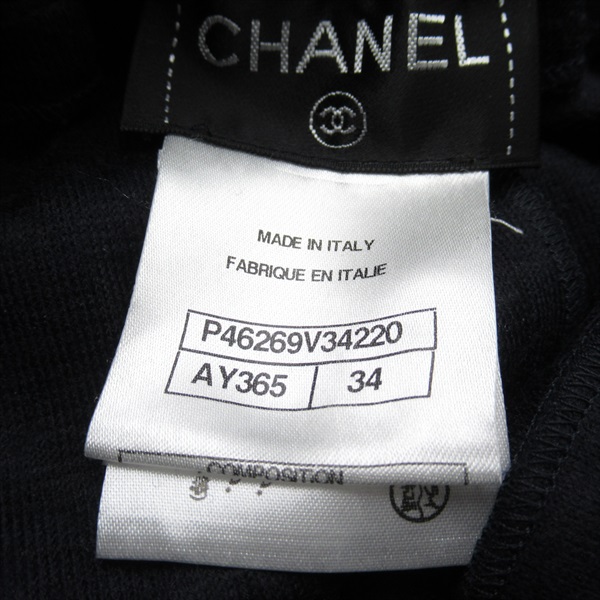 CHANEL
MADE IN ITALY
FABRIQUE EN ITALIE
P46269V34220
AY365 34
COMPOSITION